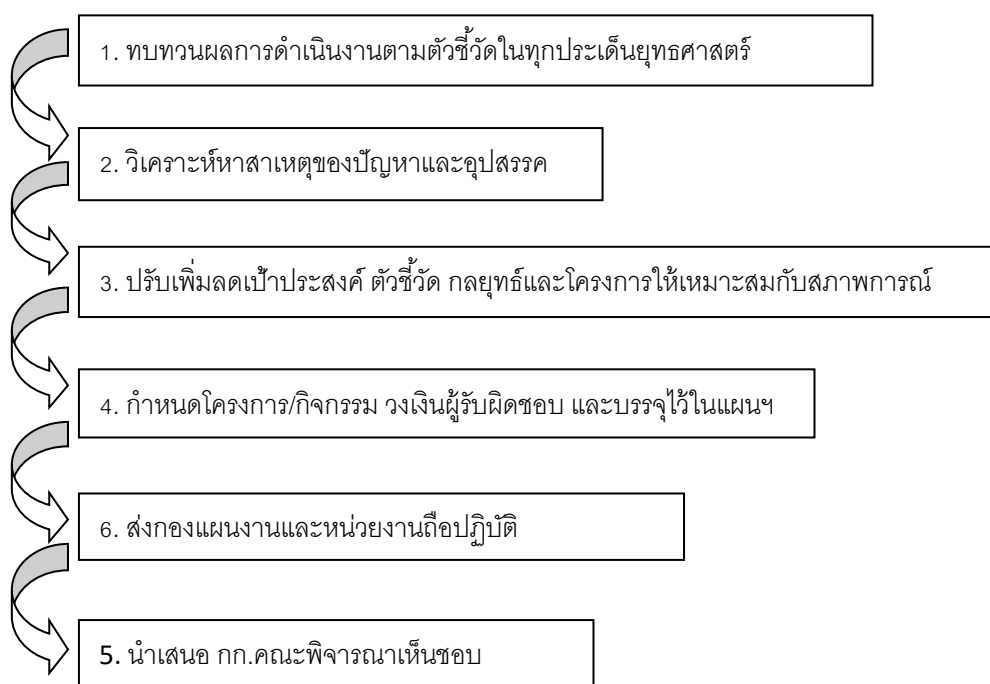 1. ทบทวนผลการดำเนินงานตามตัวชี้วัดในทุกประเด็นยุทธศาสตร์
2. วิเคราะห์หาสาเหตุของปัญหาและอุปสรรค
3. ปรับเพิ่มลดเป้าประสงค์ ตัวชี้วัด กลยุทธ์และโครงการให้เหมาะสมกับสภาพการณ์
4. กำหนดโครงการ/กิจกรรม วงเงินผู้รับผิดชอบ และบรรจุไว้ในแผนฯ
6. ส่งกองแผนงานและหน่วยงานถือปฏิบัติ
5. นำเสนอ กก.คณะพิจารณาเห็นชอบ